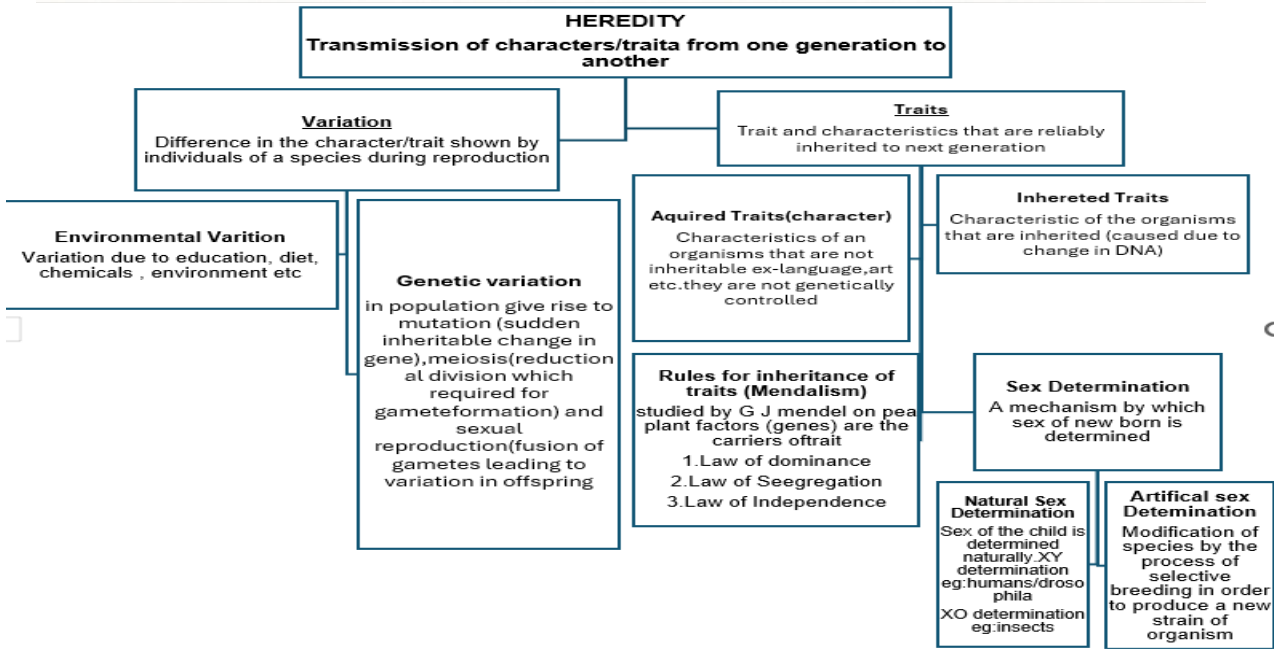 HEREDITY
Transmission of characters/traita from one generation to
another
Variation
Difference in the character/trait shown by
individuals of a species during reproduction
Traits
Trait and characteristics that are reliably
inherited to next generation
Environmental Varition
Variation due to education, diet,
chemicals , environment etc
Genetic variation
in population give rise to
mutation (sudden
inheritable change in
gene),meiosis(reduction
al division which
required for
gameteformation) and
sexual
reproduction(fusion of
gametes leading to
variation in offspring
Aquired Traits(character)
Characteristics of an
organisms that are not
inheritable ex-language,art
etc.they are not genetically
controlled
Inhereted Traits
Characteristic of the organisms
that are inherited (caused due to
change in DNA)
Rules for inheritance of
traits (Mendalism)
studied by G J mendel on pea
plant factors (genes) are the
carriers oftrait
1.Law of dominance
2.Law of Seegregation
3.Law of Independence
Sex Determination
A mechanism by which
sex of new born is
determined
Natural Sex
Determination
Sex of the child is
determined
naturally.XY
determination
eg:humans/droso
phila
XO determination
eg:insects
Artifical sex
Detemination
Modification of
species by the
process of
selective
breeding in order
to produce a new
strain of
organism